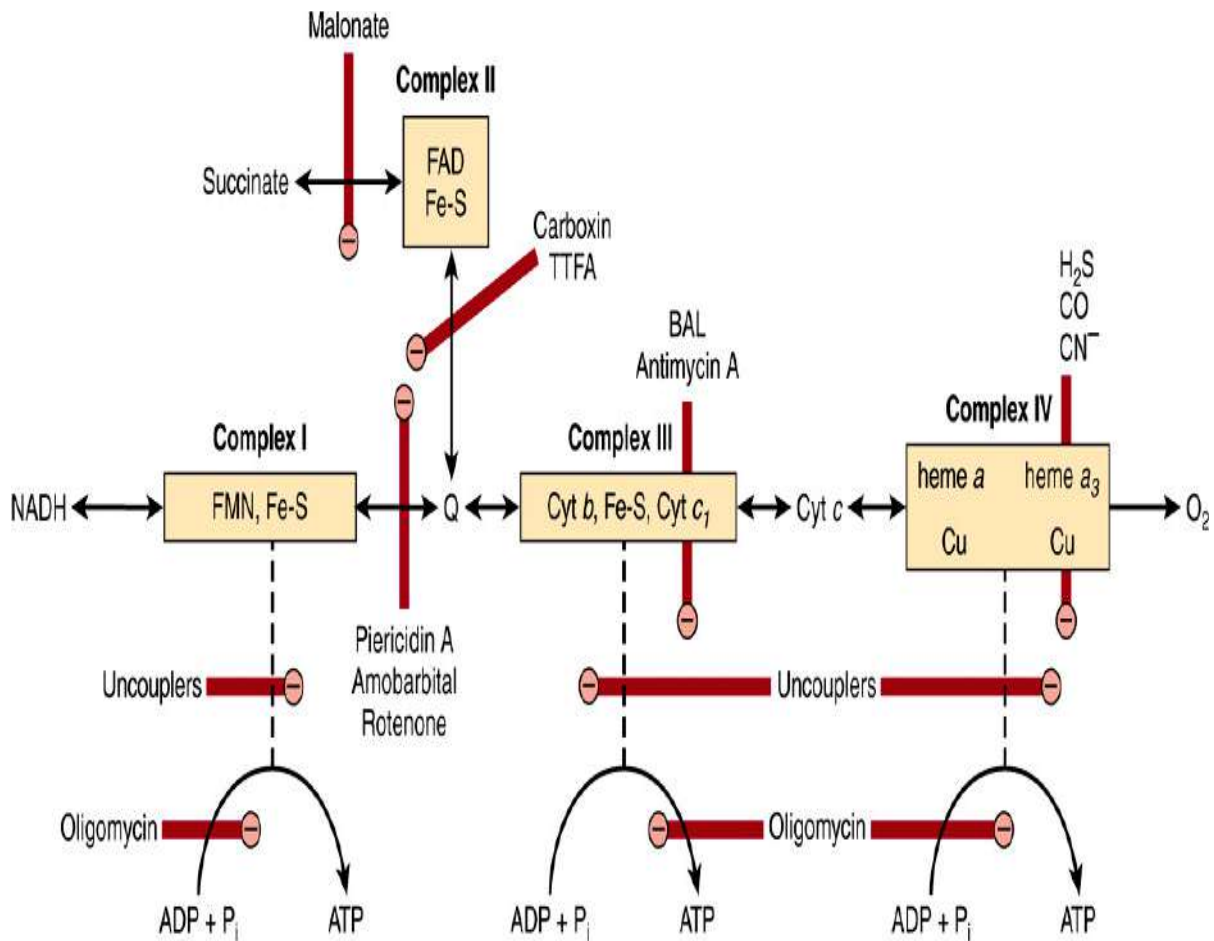 Malonate
Complex II
FAD
Fe-S
Succinate
Carboxin
TTFA
H₂S
CO
CN⁻
BAL
Antimycin A
Complex I
Complex III
Complex IV
NADH
FMN, Fe-S
Q
Cyt b, Fe-S, Cyt c₁
Cyt c
heme a
heme a₃
Cu
Cu
O₂
Piericidin A
Amobarbital
Rotenone
Uncouplers
Uncouplers
Oligomycin
Oligomycin
ADP + Pᵢ
ATP
ADP + Pᵢ
ATP
ADP + Pᵢ
ATP